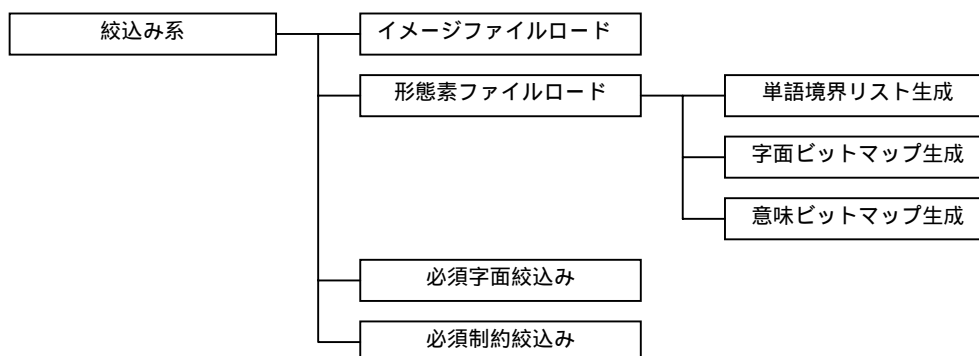 絞込み系
イメージファイルロード
形態素ファイルロード
単語境界リスト生成
字面ビットマップ生成
意味ビットマップ生成
必須字面絞込み
必須制約絞込み